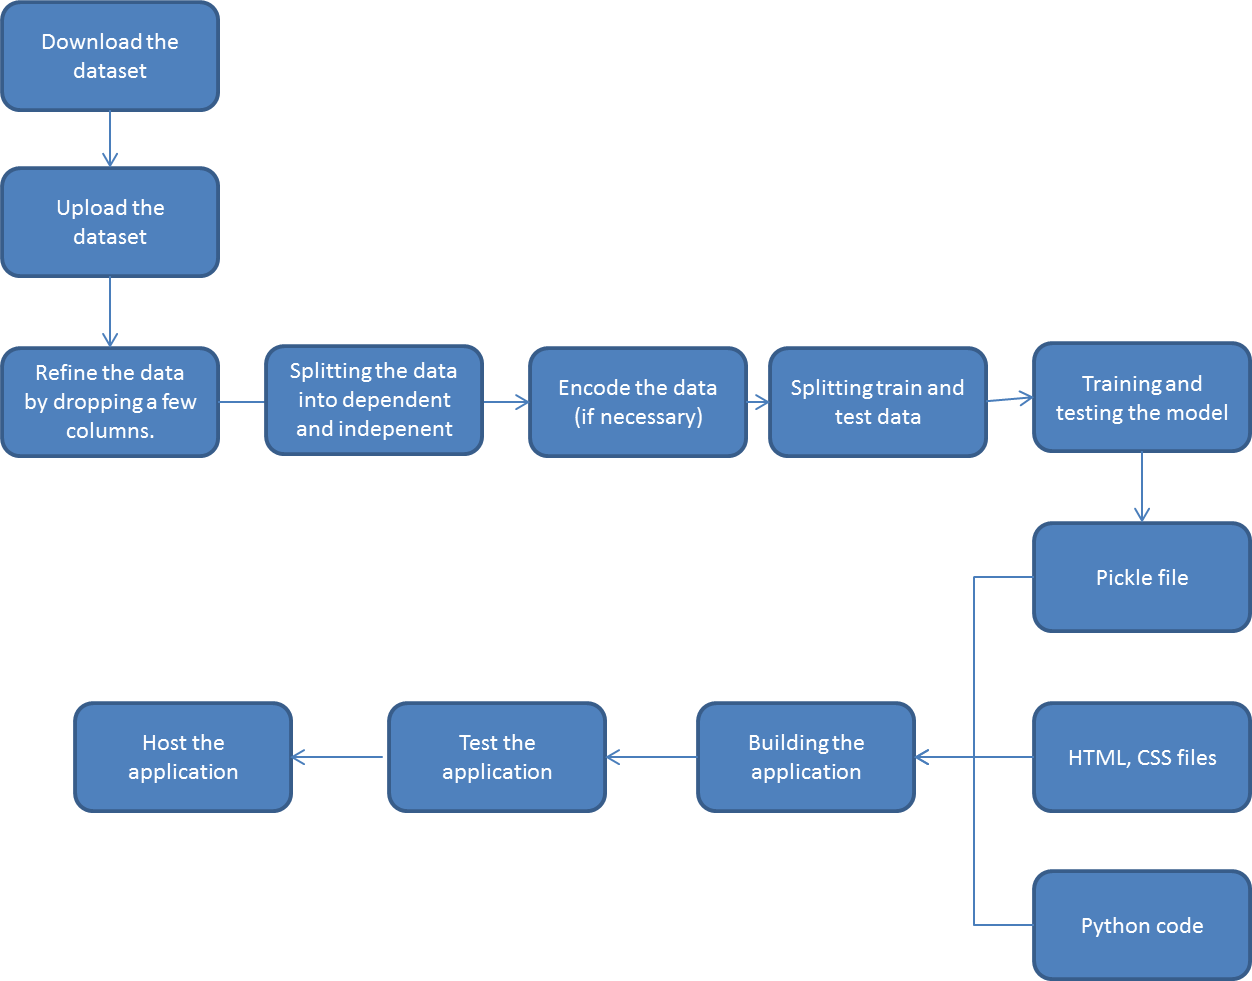 Download the
dataset
Upload the
dataset
Refine the data
by dropping a few
columns.
Splitting the data
into dependent
and indepenent
Encode the data
(if necessary)
Splitting train and
test data
Training and
testing the model
Pickle file
Host the
application
Test the
application
Building the
application
HTML, CSS files
Python code